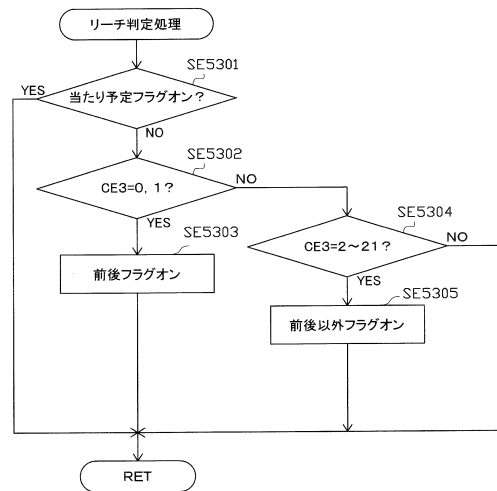 リーチ判定処理
SE5301
YES
当たり予定フラグオン？
NO
SE5302
CE3=0, 1？
NO
YES
SE5303
前後フラグオン
SE5304
CE3=2～21？
NO
YES
SE5305
前後以外フラグオン
RET